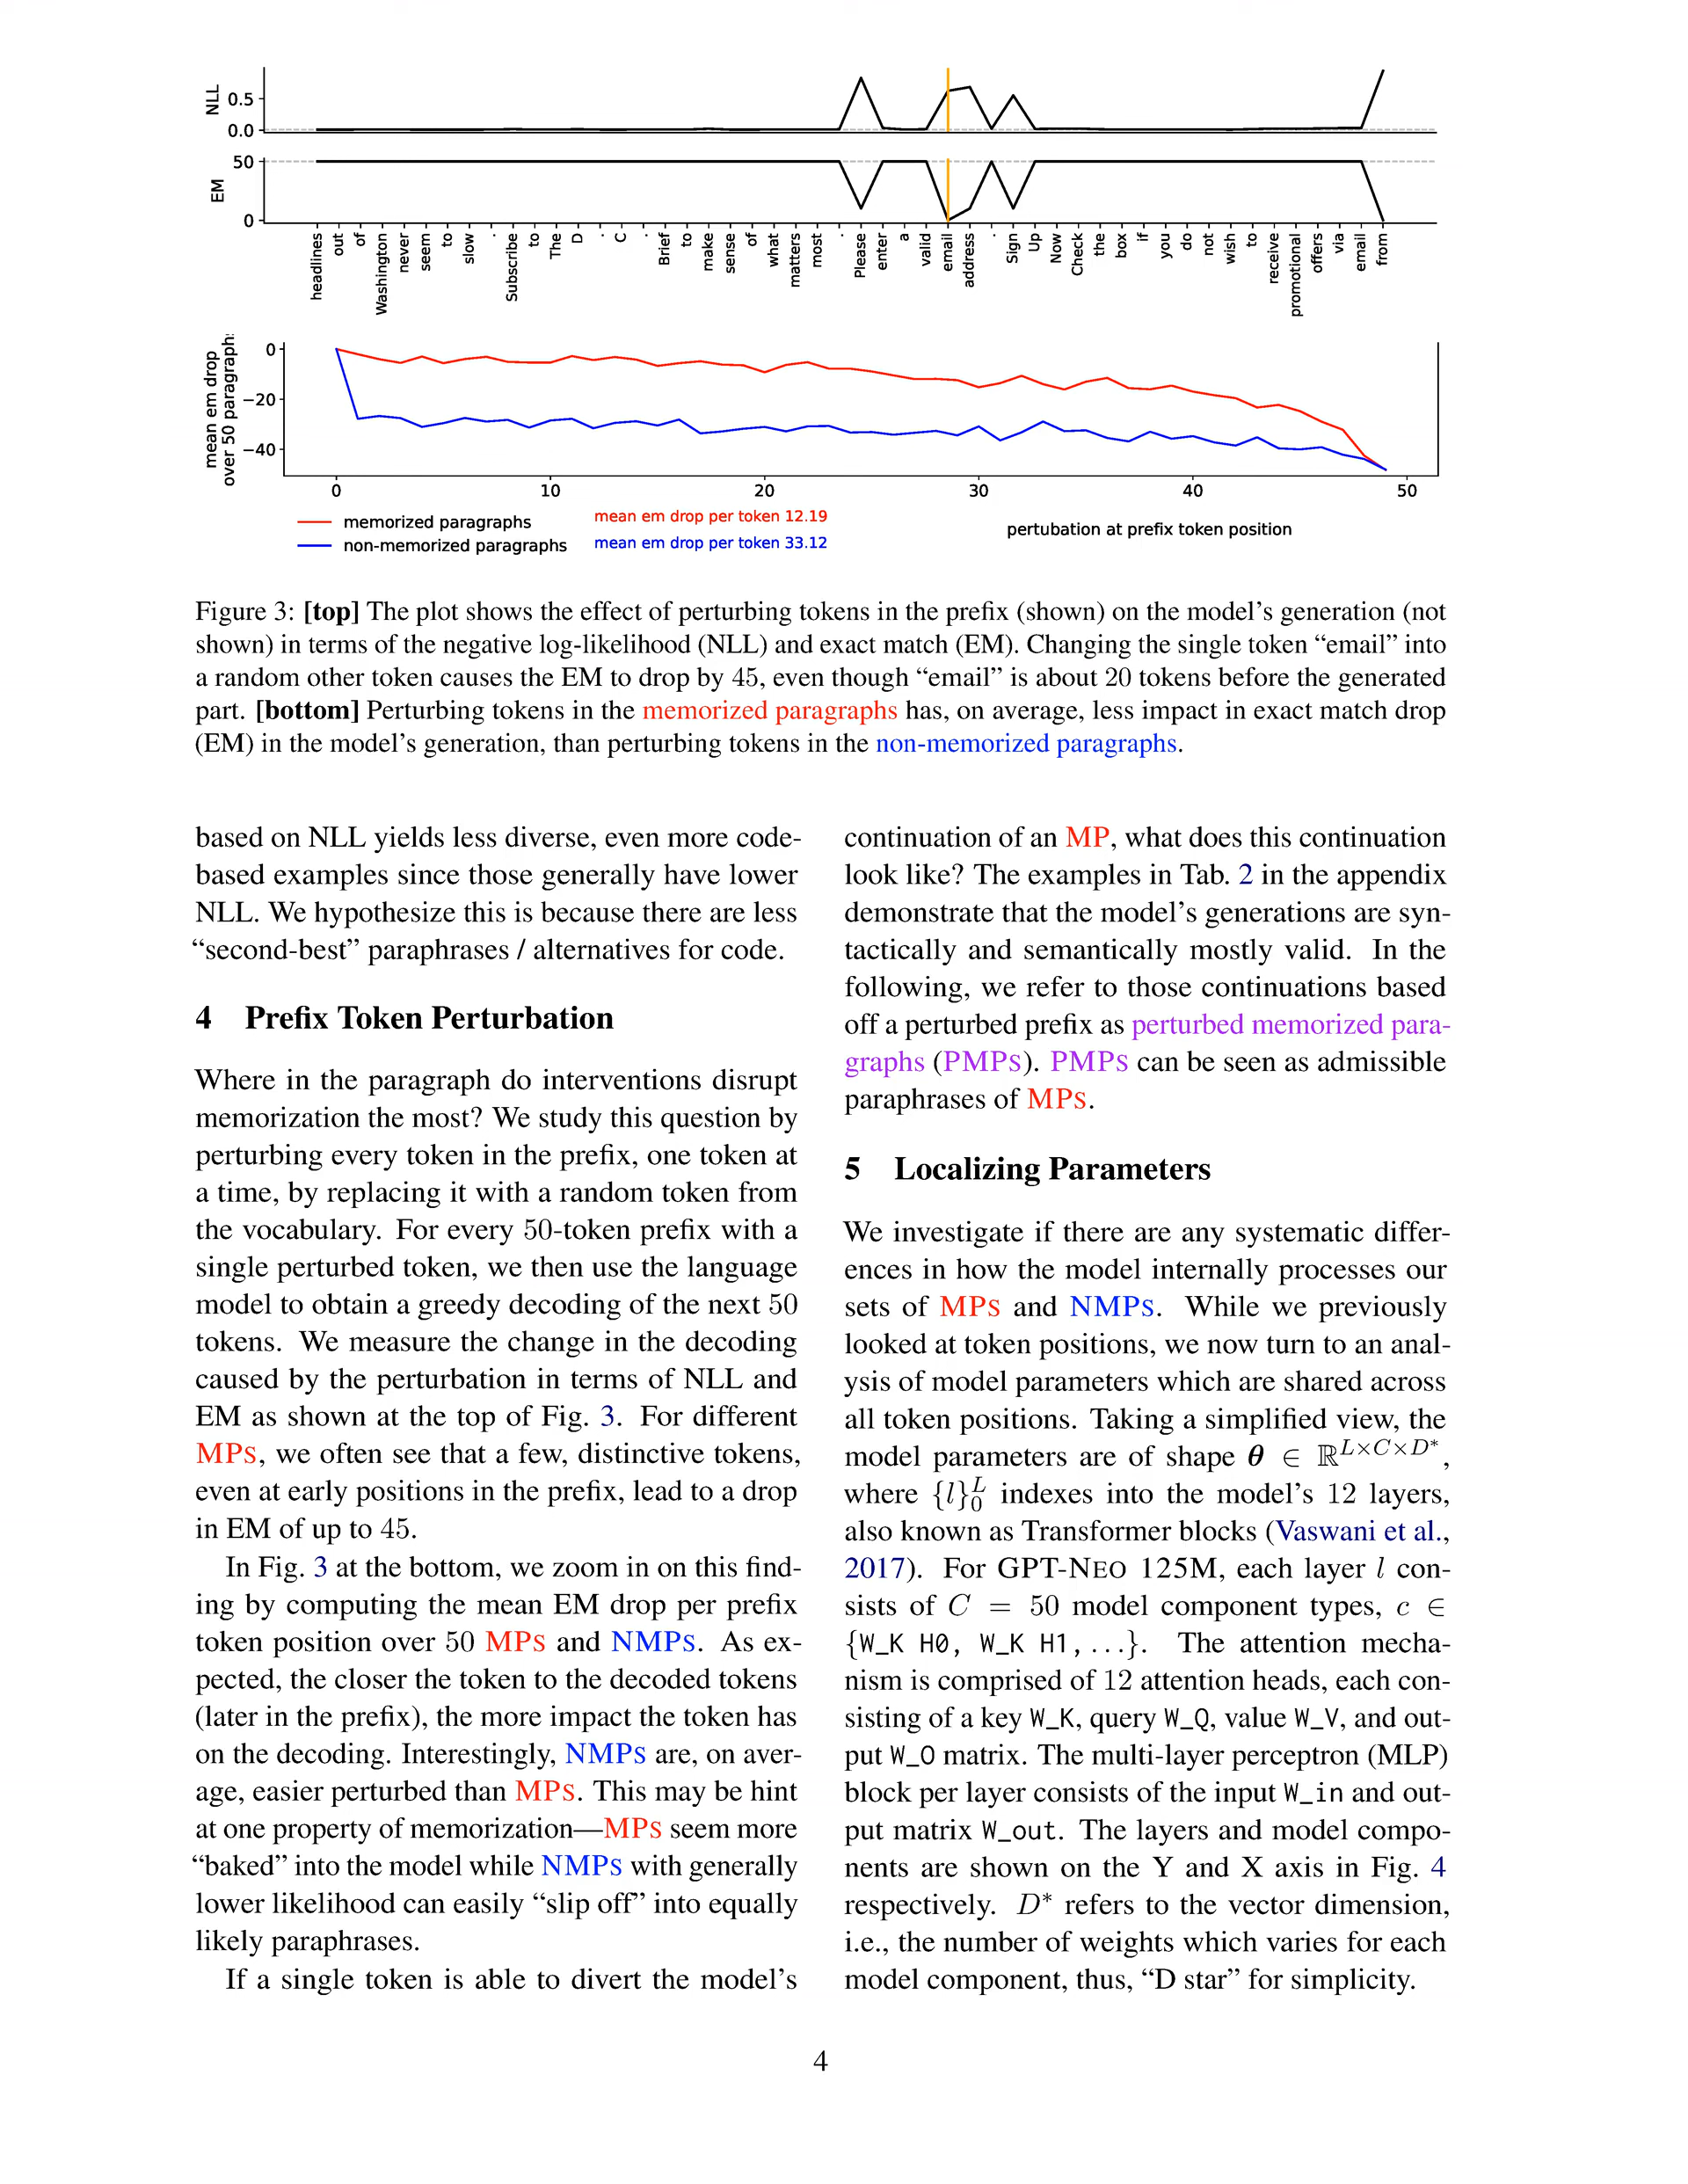 NLL
0.5
0.0
EM
50
0
headlines
out
of
Washington
never
seem
to
slow
.
Subscribe
to
The
D
.
C
.
Brief
to
make
sense
of
what
matters
most
.
Please
enter
a
valid
email
address
.
Sign
Up
Now
Check
the
box
if
you
do
not
wish
to
receive
promotional
offers
via
email
from
mean em drop
over 50 paragraphs
0
−20
−40
0 10 20 30 40 50
memorized paragraphs
non-memorized paragraphs
mean em drop per token 12.19
mean em drop per token 33.12
pertubation at prefix token position
Figure 3: [top] The plot shows the effect of perturbing tokens in the prefix (shown) on the model’s generation (not
shown) in terms of the negative log-likelihood (NLL) and exact match (EM). Changing the single token “email” into
a random other token causes the EM to drop by 45, even though “email” is about 20 tokens before the generated
part. [bottom] Perturbing tokens in the memorized paragraphs has, on average, less impact in exact match drop
(EM) in the model’s generation, than perturbing tokens in the non-memorized paragraphs.
based on NLL yields less diverse, even more code-
based examples since those generally have lower
NLL. We hypothesize this is because there are less
“second-best” paraphrases / alternatives for code.
4 Prefix Token Perturbation
Where in the paragraph do interventions disrupt
memorization the most? We study this question by
perturbing every token in the prefix, one token at
a time, by replacing it with a random token from
the vocabulary. For every 50-token prefix with a
single perturbed token, we then use the language
model to obtain a greedy decoding of the next 50
tokens. We measure the change in the decoding
caused by the perturbation in terms of NLL and
EM as shown at the top of Fig. 3. For different
MPs, we often see that a few, distinctive tokens,
even at early positions in the prefix, lead to a drop
in EM of up to 45.
In Fig. 3 at the bottom, we zoom in on this find-
ing by computing the mean EM drop per prefix
token position over 50 MPs and NMPs. As ex-
pected, the closer the token to the decoded tokens
(later in the prefix), the more impact the token has
on the decoding. Interestingly, NMPs are, on aver-
age, easier perturbed than MPs. This may be hint
at one property of memorization—MPs seem more
“baked” into the model while NMPs with generally
lower likelihood can easily “slip off” into equally
likely paraphrases.
If a single token is able to divert the model’s
continuation of an MP, what does this continuation
look like? The examples in Tab. 2 in the appendix
demonstrate that the model’s generations are syn-
tactically and semantically mostly valid. In the
following, we refer to those continuations based
off a perturbed prefix as perturbed memorized para-
graphs (PMPs). PMPs can be seen as admissible
paraphrases of MPs.
5 Localizing Parameters
We investigate if there are any systematic differ-
ences in how the model internally processes our
sets of MPs and NMPs. While we previously
looked at token positions, we now turn to an anal-
ysis of model parameters which are shared across
all token positions. Taking a simplified view, the
model parameters are of shape θ ∈ ℝ^{L×C×D*},
where {l}_0^L indexes into the model’s 12 layers,
also known as Transformer blocks (Vaswani et al.,
2017). For GPT-NEO 125M, each layer l con-
sists of C = 50 model component types, c ∈
{W_K H0, W_K H1, ...}. The attention mecha-
nism is comprised of 12 attention heads, each con-
sisting of a key W_K, query W_Q, value W_V, and out-
put W_O matrix. The multi-layer perceptron (MLP)
block per layer consists of the input W_in and out-
put matrix W_out. The layers and model compo-
nents are shown on the Y and X axis in Fig. 4
respectively. D* refers to the vector dimension,
i.e., the number of weights which varies for each
model component, thus, “D star” for simplicity.
4